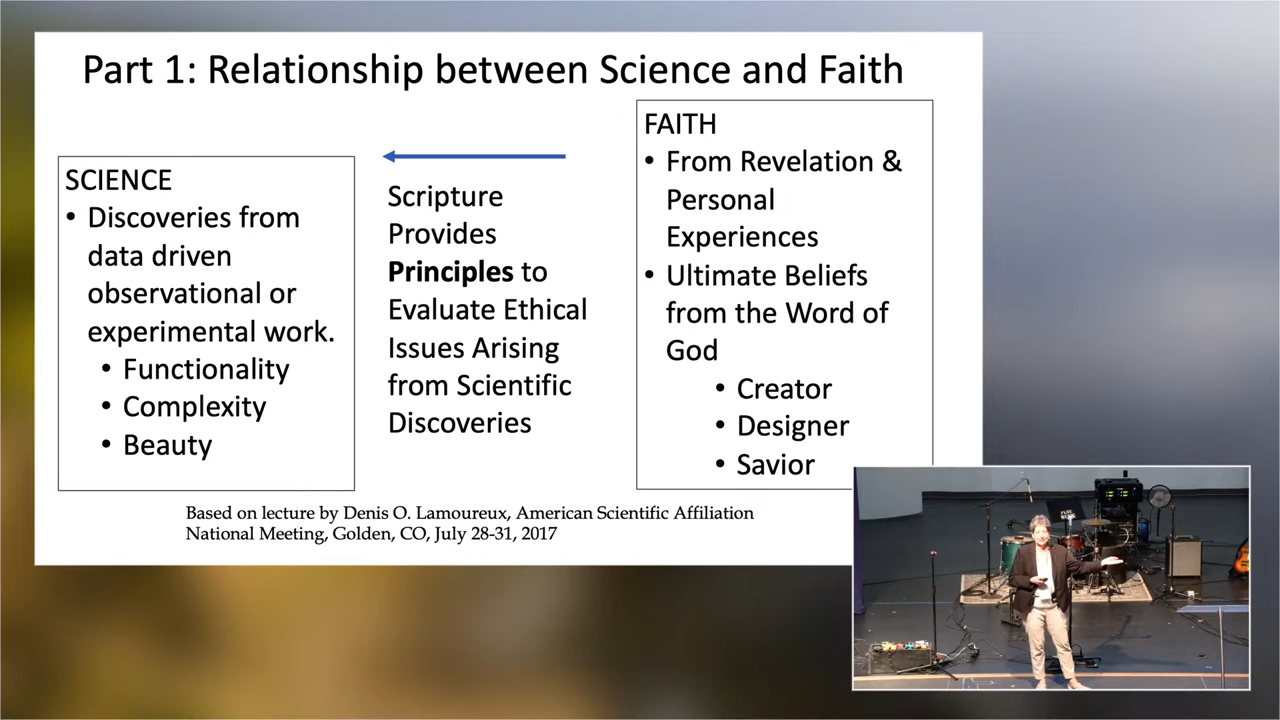 Part 1: Relationship between Science and Faith
SCIENCE
• Discoveries from
data driven
observational or
experimental work.
• Functionality
• Complexity
• Beauty
Scripture
Provides
Principles to
Evaluate Ethical
Issues Arising
from Scientific
Discoveries
FAITH
• From Revelation &
Personal
Experiences
• Ultimate Beliefs
from the Word of
God
• Creator
• Designer
• Savior
Based on lecture by Denis O. Lamoureux, American Scientific Affiliation
National Meeting, Golden, CO, July 28-31, 2017